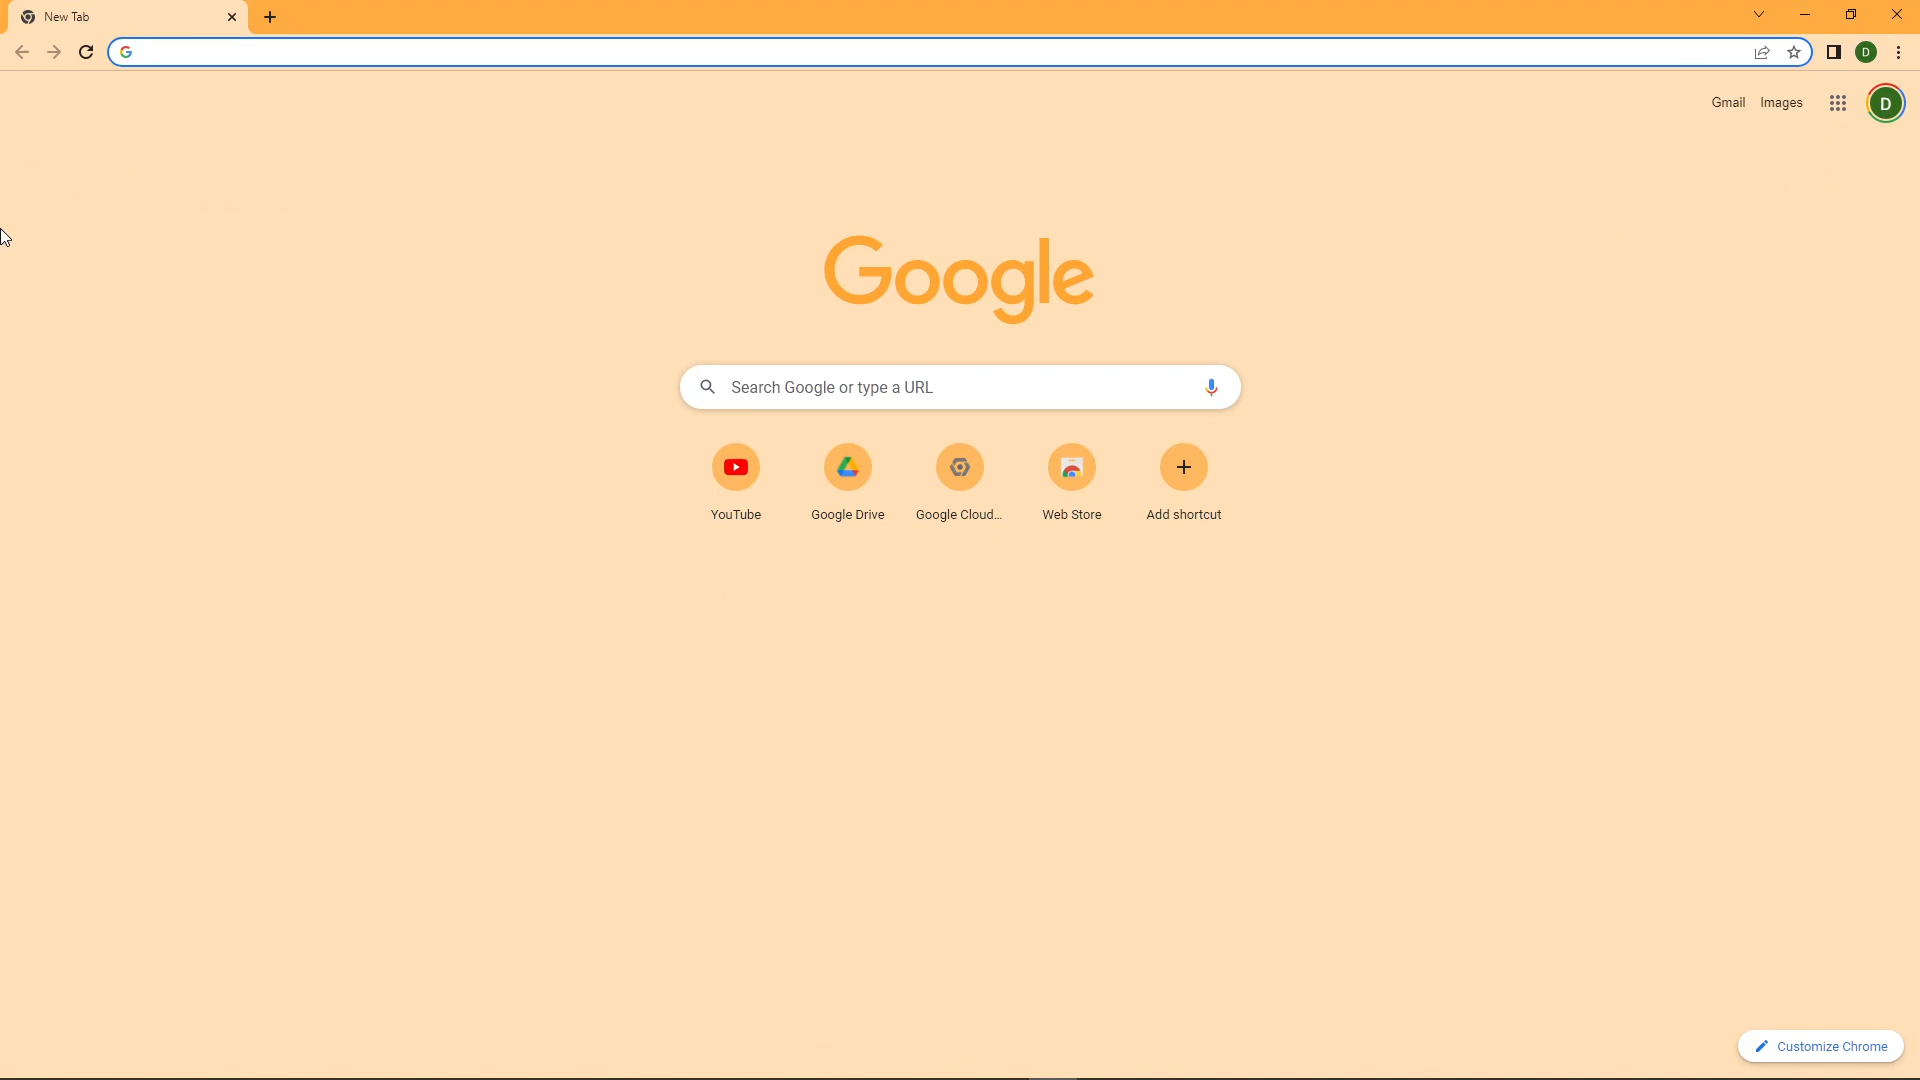 New Tab
D
Gmail Images
D
Google
Search Google or type a URL
YouTube
Google Drive
Google Cloud...
Web Store
Add shortcut
Customize Chrome